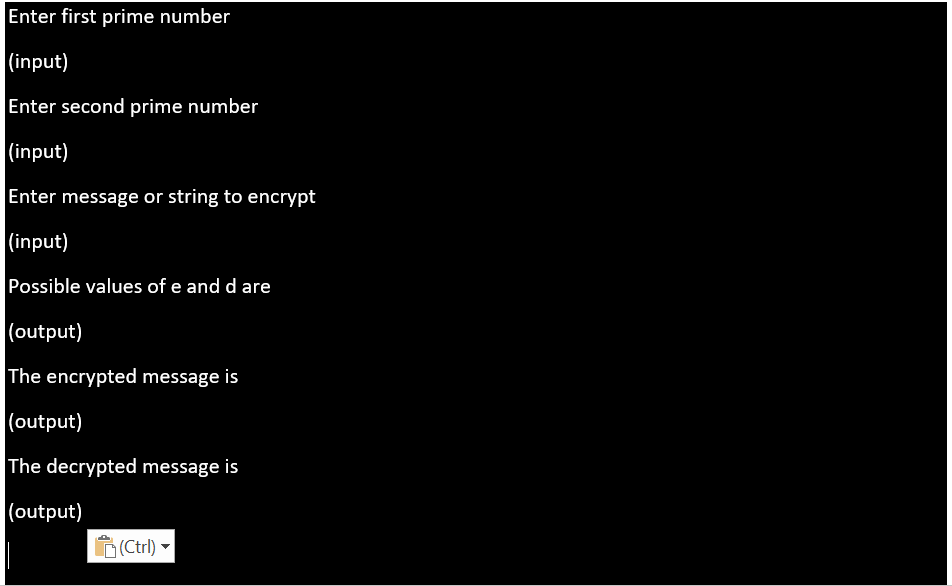 Enter first prime number
(input)
Enter second prime number
(input)
Enter message or string to encrypt
(input)
Possible values of e and d are
(output)
The encrypted message is
(output)
The decrypted message is
(output)
(Ctrl)